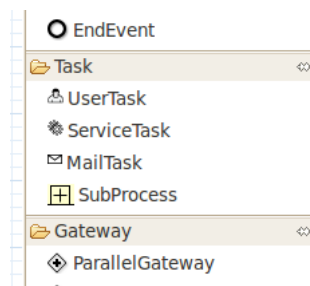 EndEvent
Task
UserTask
ServiceTask
MailTask
SubProcess
Gateway
ParallelGateway